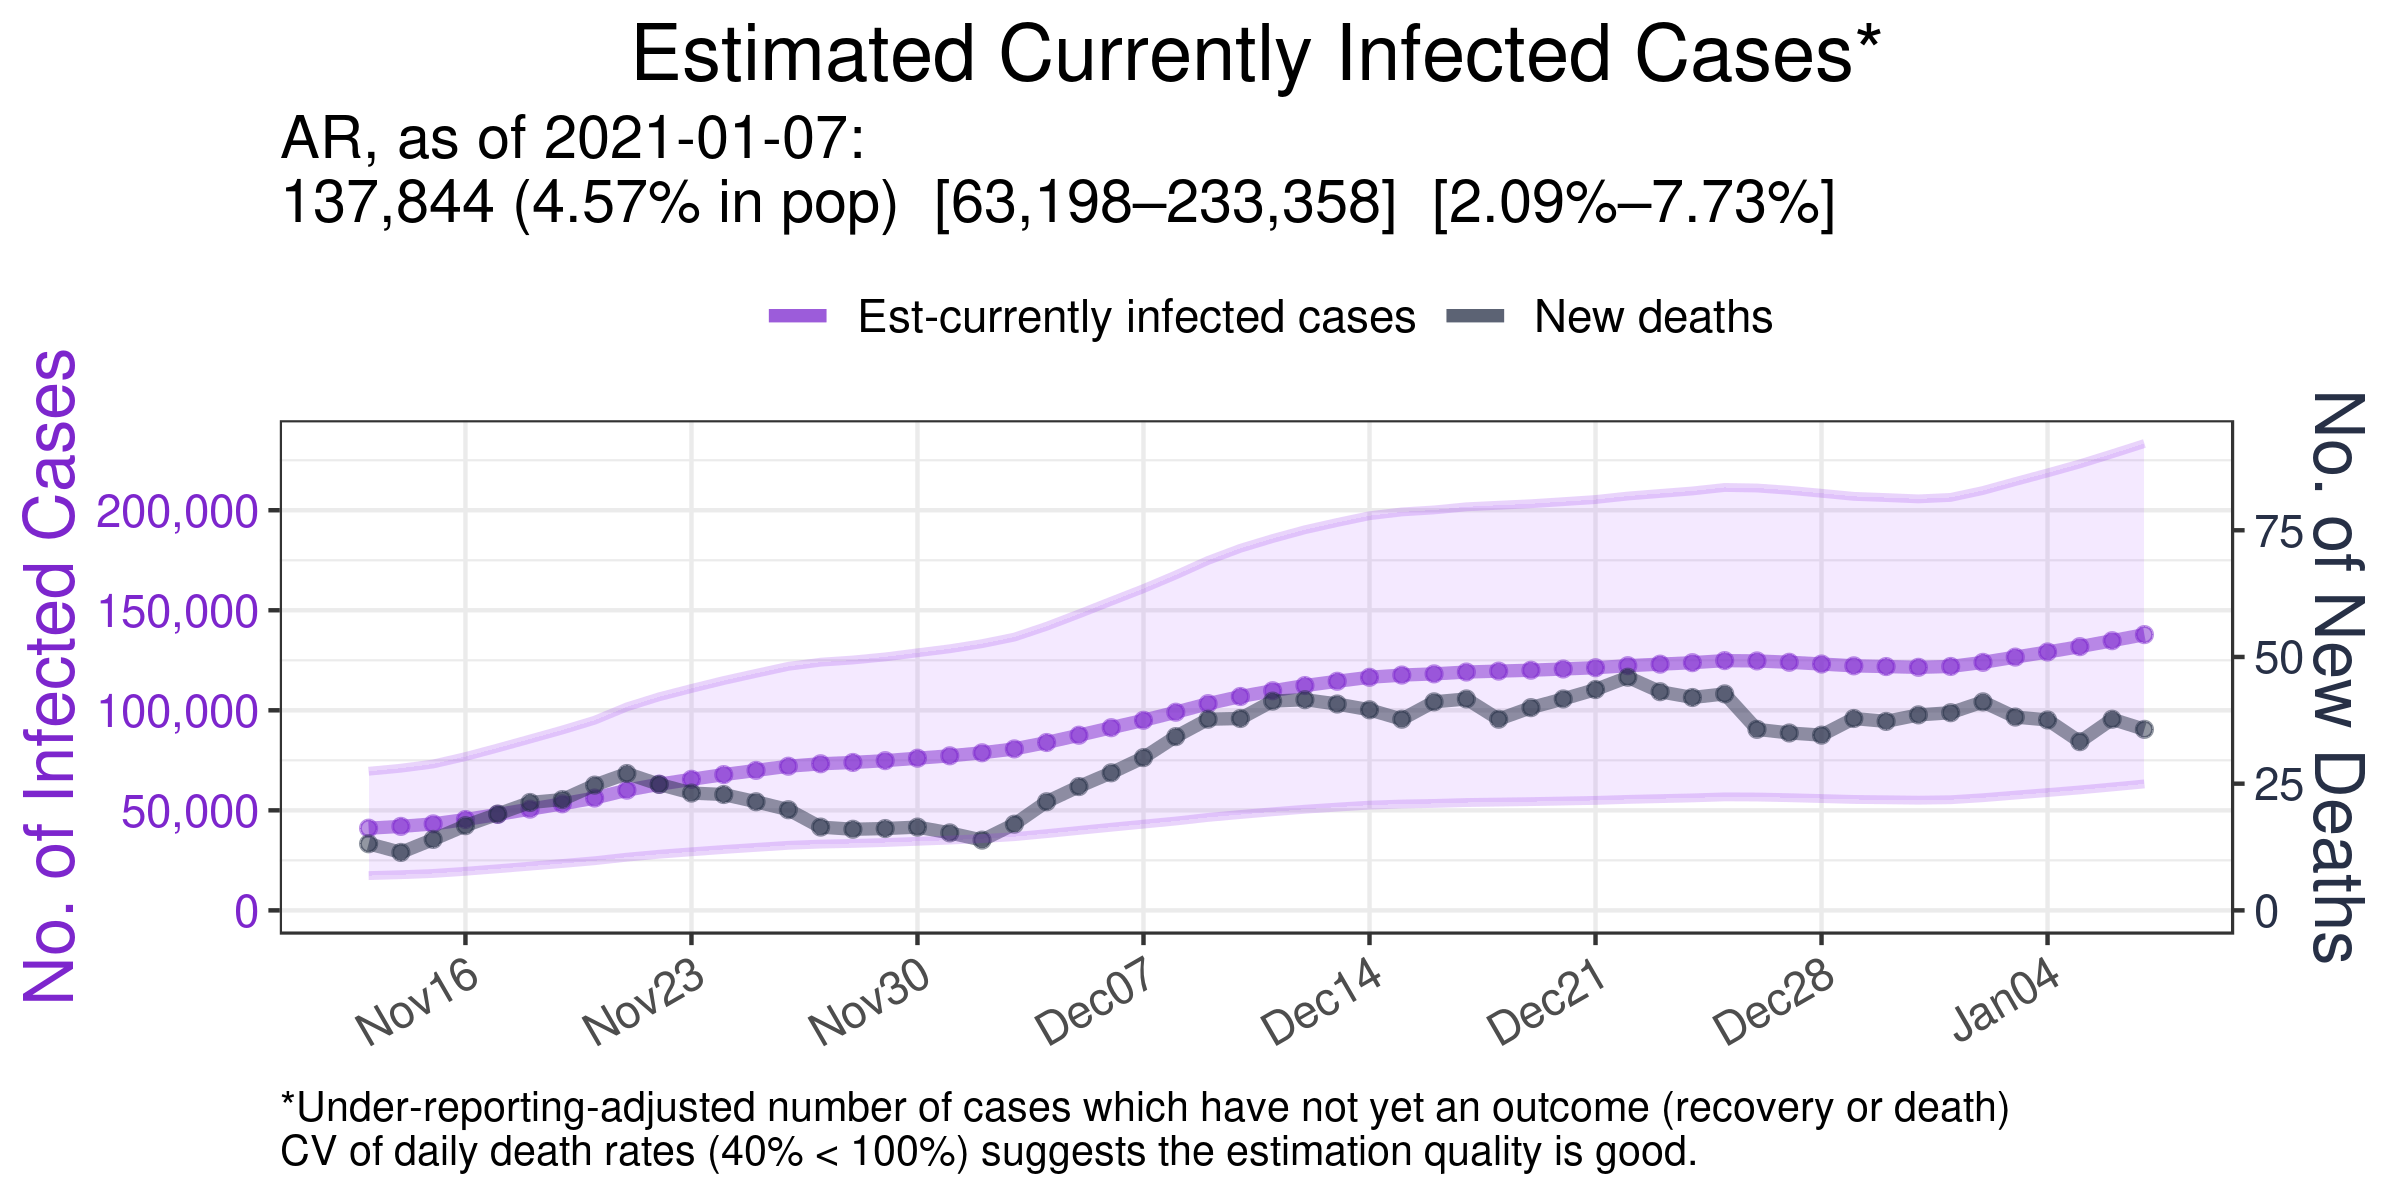 Estimated Currently Infected Cases*
AR, as of 2021-01-07:
137,844 (4.57% in pop)  [63,198–233,358]  [2.09%–7.73%]
Est-currently infected cases
New deaths
No. of Infected Cases
200,000
150,000
100,000
50,000
0
75
50
25
0
No. of New Deaths
Nov16
Nov23
Nov30
Dec07
Dec14
Dec21
Dec28
Jan04
*Under-reporting-adjusted number of cases which have not yet an outcome (recovery or death)
CV of daily death rates (40% < 100%) suggests the estimation quality is good.